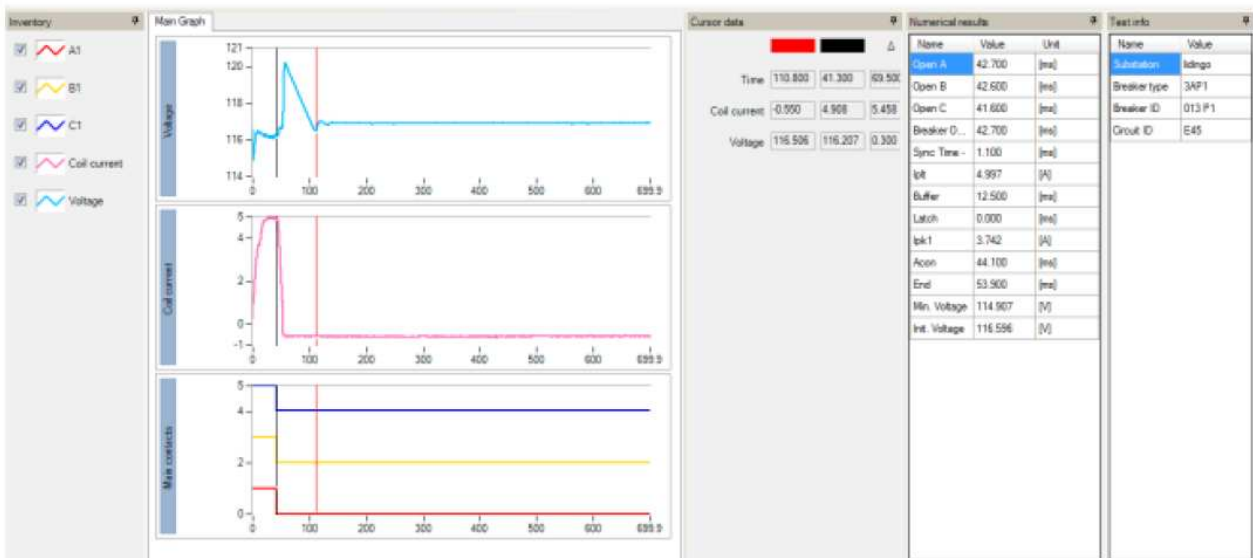 Inventory
A1
B1
C1
Coil current
Voltage
Main Graph
Voltage
121
120
118
116
114
0 100 200 300 400 500 600 699.9
Coil current
5
4
2
0
-1
0 100 200 300 400 500 600 699.9
Main contacts
5
4
2
0
0 100 200 300 400 500 600 699.9
Cursor data
Δ
Time 110.800 41.300 69.500
Coil current -0.550 4.908 5.458
Voltage 116.506 116.207 0.300
Numerical results
Name Value Unit
Open A 42.700 [ms]
Open B 42.600 [ms]
Open C 41.600 [ms]
Breaker O... 42.700 [ms]
Sync Time - 1.100 [ms]
Iplt 4.997 [A]
Buffer 12.500 [ms]
Latch 0.000 [ms]
Ipk1 3.742 [A]
Acon 44.100 [ms]
End 53.900 [ms]
Min. Voltage 114.907 [V]
Init. Voltage 116.596 [V]
Test info
Name Value
Substation lidingo
Breaker type 3AP1
Breaker ID 013 P1
Circuit ID E45